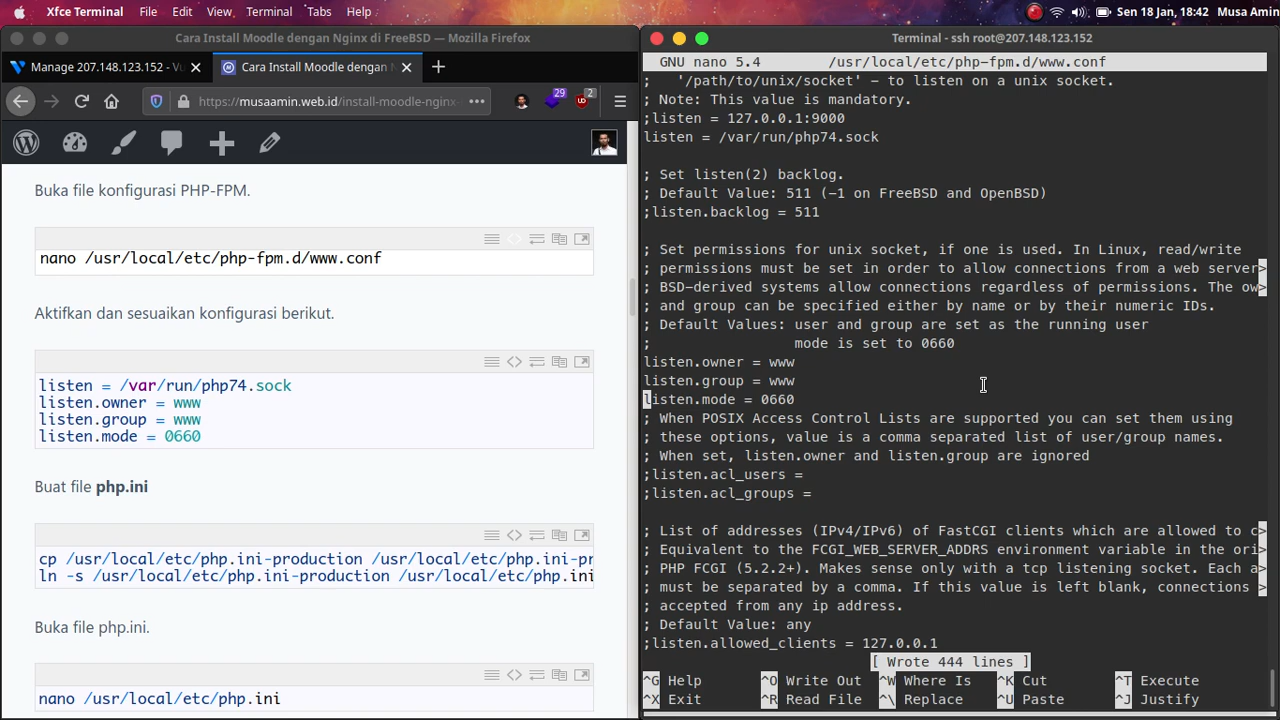 Xfce Terminal File Edit View Terminal Tabs Help Sen 18 Jan, 18:42 Musa Amin
Cara Install Moodle dengan Nginx di FreeBSD — Mozilla Firefox
Manage 207.148.123.152 - Vu
Cara Install Moodle dengan N
https://musaamin.web.id/install-moodle-nginx-
29
2
Buka file konfigurasi PHP-FPM.
nano /usr/local/etc/php-fpm.d/www.conf
Aktifkan dan sesuaikan konfigurasi berikut.
listen = /var/run/php74.sock
listen.owner = www
listen.group = www
listen.mode = 0660
Buat file php.ini
cp /usr/local/etc/php.ini-production /usr/local/etc/php.ini-pr
ln -s /usr/local/etc/php.ini-production /usr/local/etc/php.ini
Buka file php.ini.
nano /usr/local/etc/php.ini
Terminal - ssh root@207.148.123.152
GNU nano 5.4 /usr/local/etc/php-fpm.d/www.conf
;   '/path/to/unix/socket' - to listen on a unix socket.
; Note: This value is mandatory.
;listen = 127.0.0.1:9000
listen = /var/run/php74.sock
; Set listen(2) backlog.
; Default Value: 511 (-1 on FreeBSD and OpenBSD)
;listen.backlog = 511
; Set permissions for unix socket, if one is used. In Linux, read/write
; permissions must be set in order to allow connections from a web server>
; BSD-derived systems allow connections regardless of permissions. The ow>
; and group can be specified either by name or by their numeric IDs.
; Default Values: user and group are set as the running user
;                 mode is set to 0660
listen.owner = www
listen.group = www
listen.mode = 0660
; When POSIX Access Control Lists are supported you can set them using
; these options, value is a comma separated list of user/group names.
; When set, listen.owner and listen.group are ignored
;listen.acl_users =
;listen.acl_groups =
; List of addresses (IPv4/IPv6) of FastCGI clients which are allowed to c>
; Equivalent to the FCGI_WEB_SERVER_ADDRS environment variable in the ori>
; PHP FCGI (5.2.2+). Makes sense only with a tcp listening socket. Each a>
; must be separated by a comma. If this value is left blank, connections >
; accepted from any ip address.
; Default Value: any
;listen.allowed_clients = 127.0.0.1
[ Wrote 444 lines ]
^G Help ^O Write Out ^W Where Is ^K Cut ^T Execute
^X Exit ^R Read File ^\ Replace ^U Paste ^J Justify